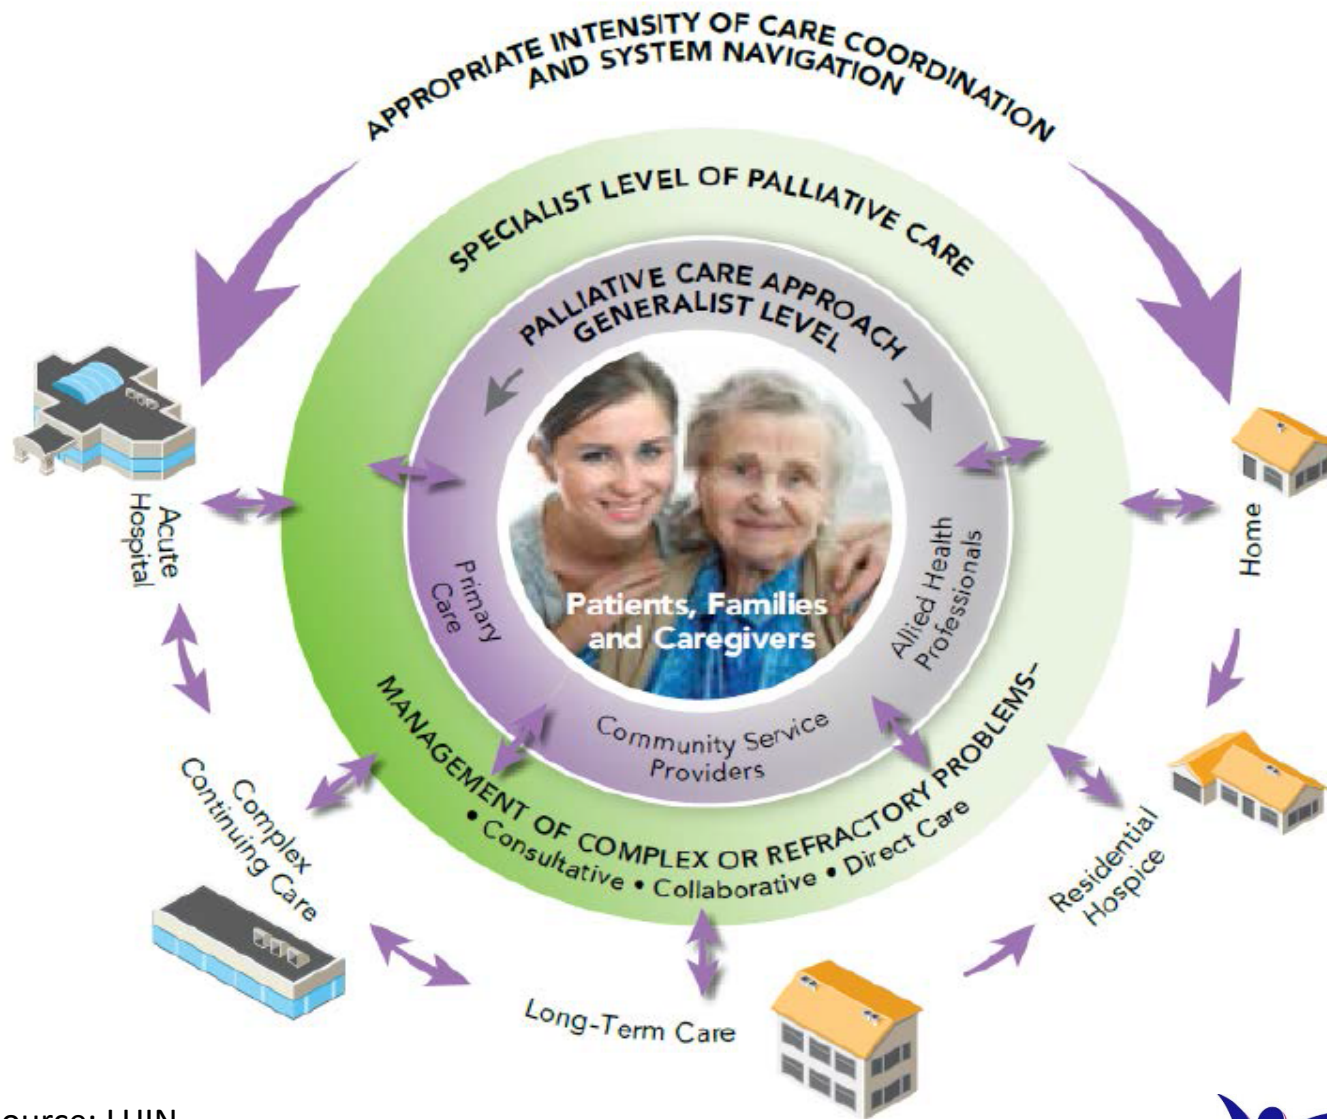 APPROPRIATE INTENSITY OF CARE COORDINATION
AND SYSTEM NAVIGATION
SPECIALIST LEVEL OF PALLIATIVE CARE
PALLIATIVE CARE APPROACH
GENERALIST LEVEL
Acute
Hospital
Home
Primary
Care
Patients, Families
and Caregivers
Allied Health
Professionals
Community Service
Providers
MANAGEMENT OF COMPLEX OR REFRACTORY PROBLEMS–
• Consultative • Collaborative • Direct Care
Complex
Continuing Care
Residential
Hospice
Long-Term Care
LHIN